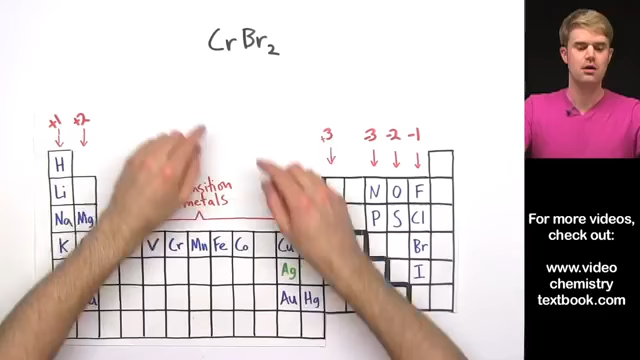 CrBr2
+1 +2
3 -3 -2 -1
H
Li N O F
metals
Na Mg P S Cl
K V Cr Mn Fe Co Cu Br
Ag I
Au Hg
For more videos,
check out:
www.video
chemistry
textbook.com